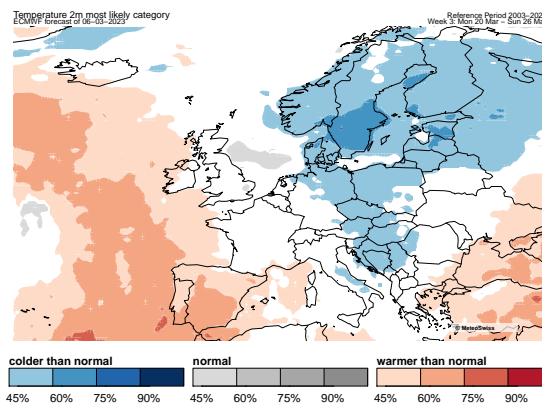 Temperature 2m most likely category
Reference Period 2003–202
ECMWF forecast of 06–03–2023
Week 3: Mon 20 Mar – Sun 26 Ma
© MeteoSwiss
colder than normal
normal
warmer than normal
45% 60% 75% 90%
45% 60% 75% 90%
45% 60% 75% 90%